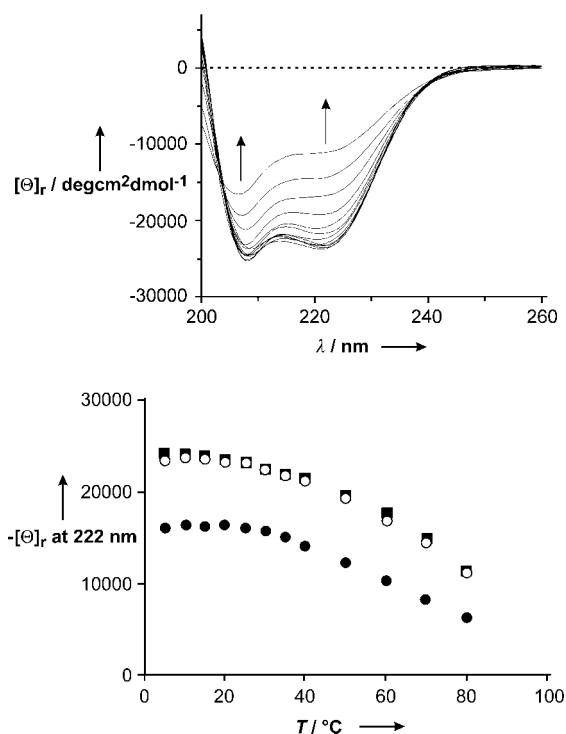 0
-10000
[Θ]r / degcm2dmol-1
-20000
-30000
200 220 240 260
λ / nm
30000
20000
-[Θ]r at 222 nm
10000
0
0 20 40 60 80 100
T / °C